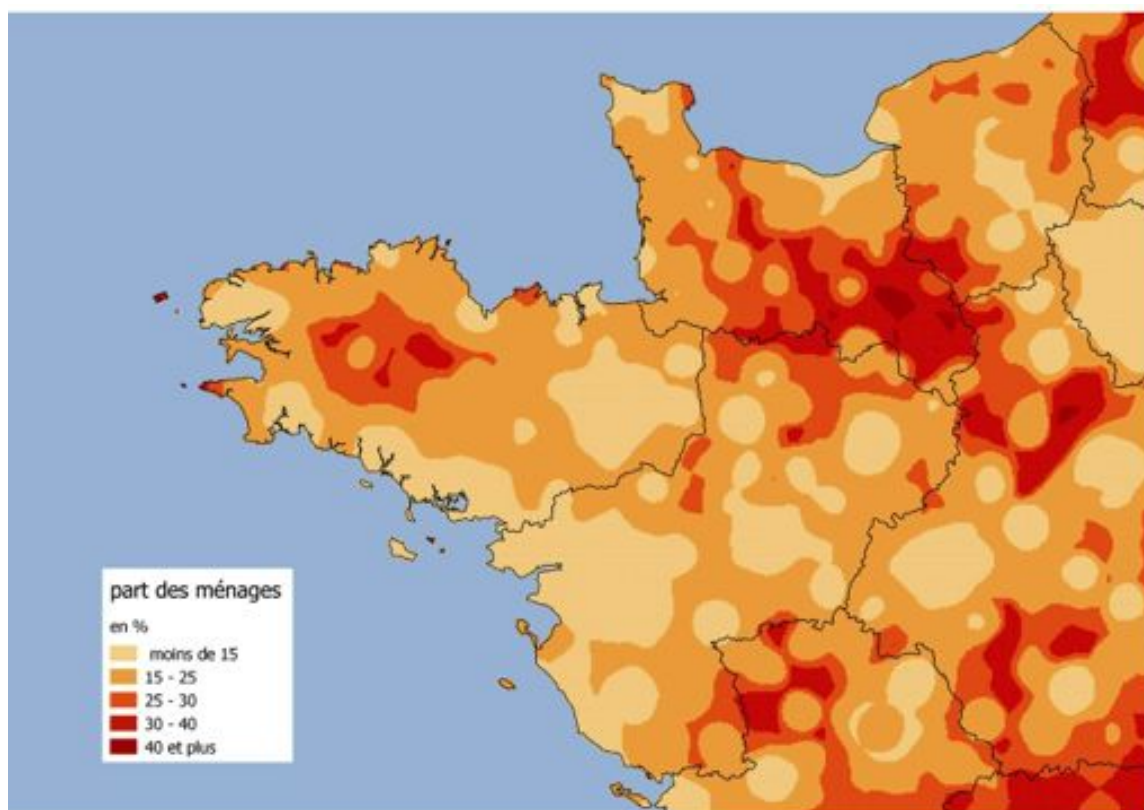 part des ménages
en %
moins de 15
15 - 25
25 - 30
30 - 40
40 et plus